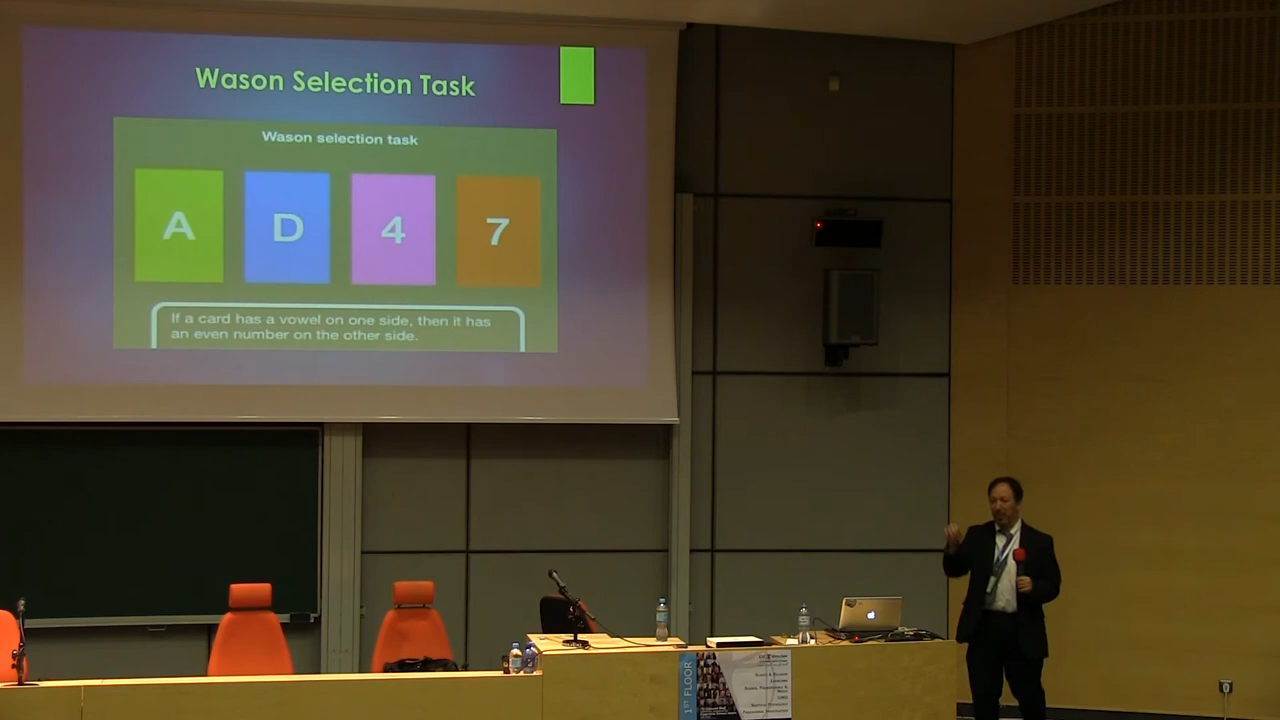 Wason Selection Task
Wason selection task
A D 4 7
If a card has a vowel on one side, then it has
an even number on the other side.
1ST FLOOR